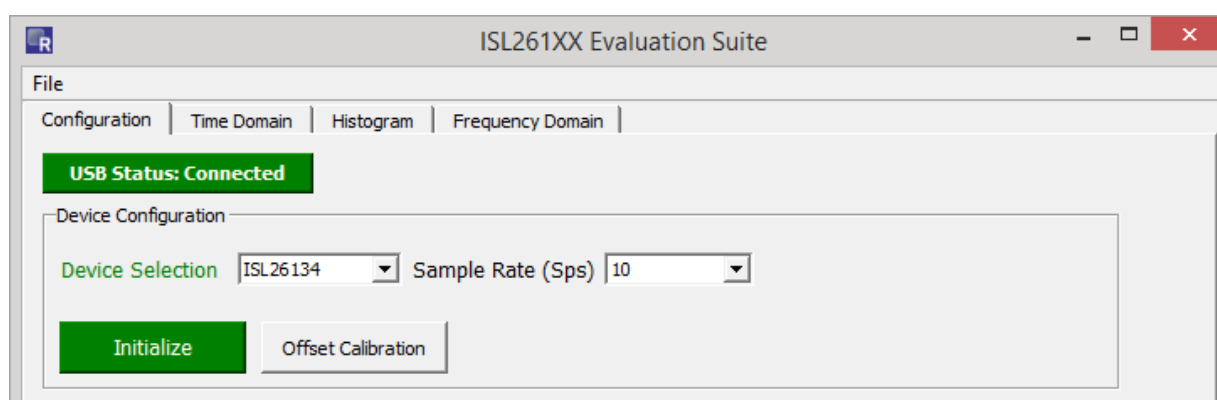 R
ISL261XX Evaluation Suite
File
Configuration Time Domain Histogram Frequency Domain
USB Status: Connected
Device Configuration
Device Selection ISL26134 Sample Rate (Sps) 10
Initialize Offset Calibration